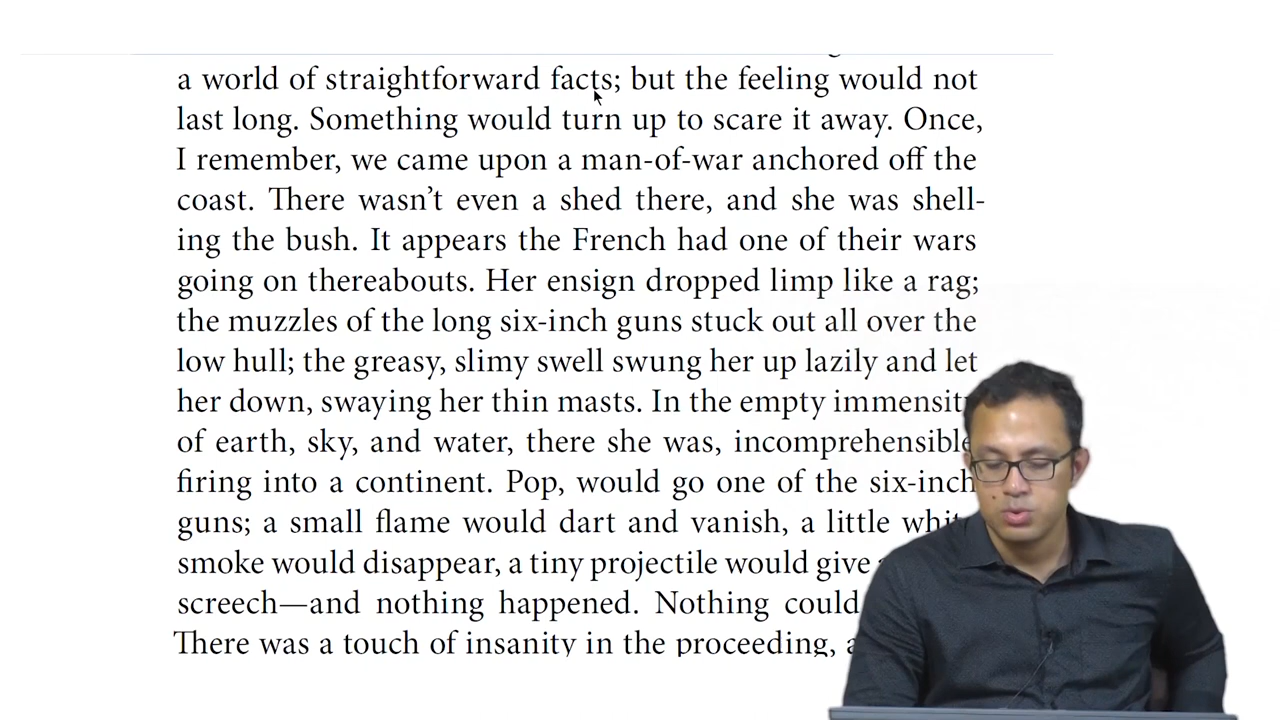 a world of straightforward facts; but the feeling would not
last long. Something would turn up to scare it away. Once,
I remember, we came upon a man-of-war anchored off the
coast. There wasn't even a shed there, and she was shell-
ing the bush. It appears the French had one of their wars
going on thereabouts. Her ensign dropped limp like a rag;
the muzzles of the long six-inch guns stuck out all over the
low hull; the greasy, slimy swell swung her up lazily and let
her down, swaying her thin masts. In the empty
of earth, sky, and water, there she was,
firing into a continent. Pop, would go one of the six-inch
guns; a small flame would dart and vanish, a little
smoke would disappear, a tiny projectile would give
screech—and nothing happened. Nothing could
There was a touch of insanity in the proceeding,